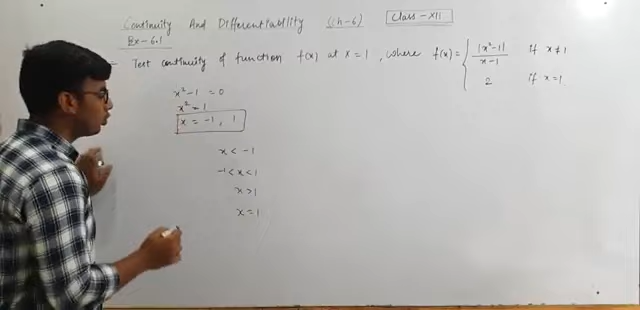 Continuity And Differentiability (Ch-6) Class-XII
Ex-6.1
Test continuity of function f(x) at x=1, where f(x) = { |x²-1| / x-1 if x≠1
2 if x=1
x²-1 = 0
x² = 1
x = -1, 1
x < -1
-1 < x < 1
x > 1
x = 1